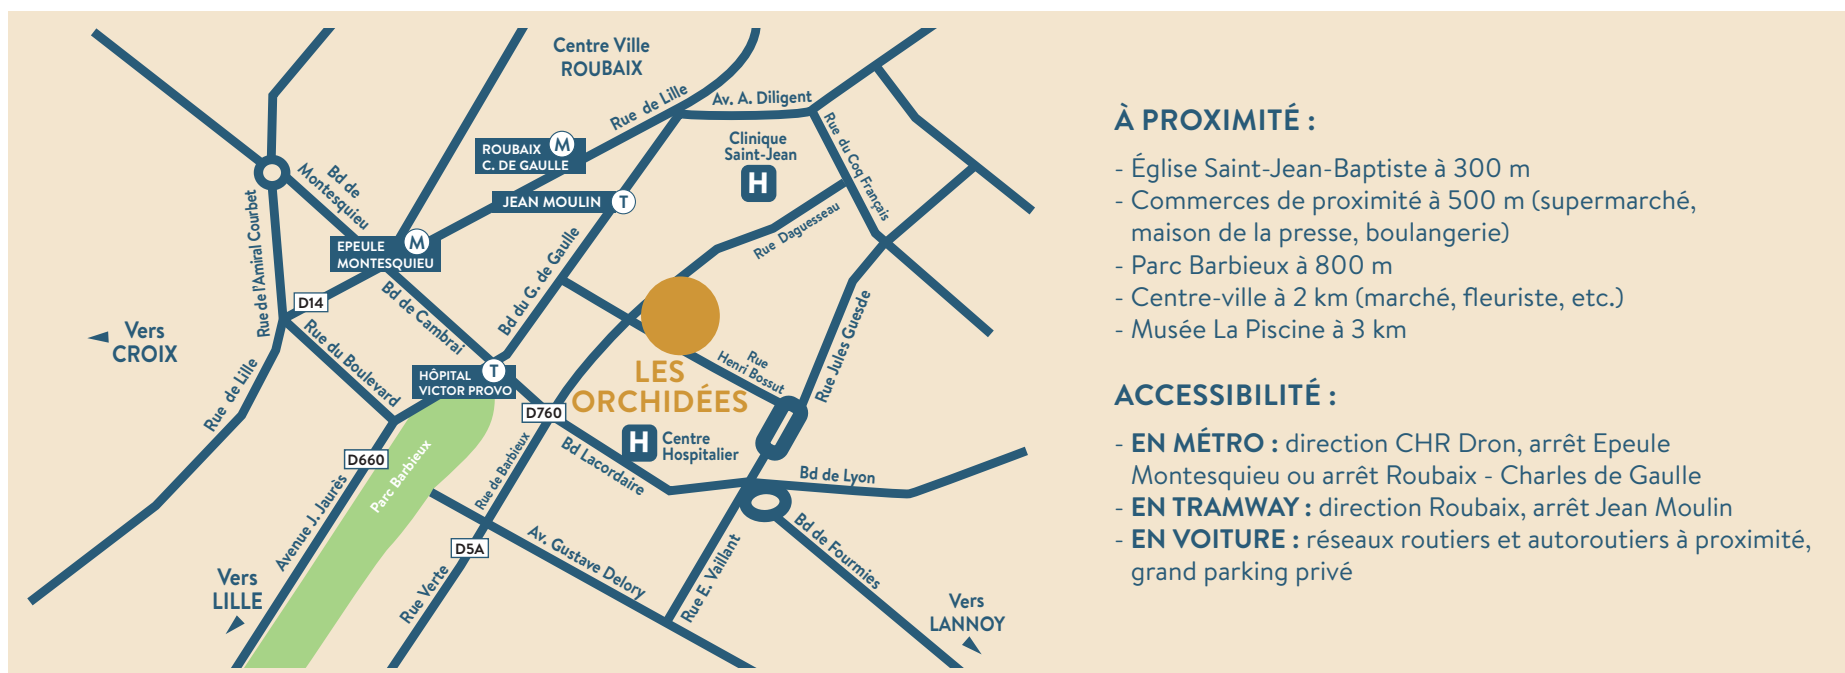 Centre Ville
ROUBAIX
Rue de Lille
Av. A. Diligent
ROUBAIX
C. DE GAULLE
M
Clinique
Saint-Jean
H
Rue du Coq Français
Bd de
Montesquieu
JEAN MOULIN
T
Rue de l'Amiral Courbet
EPEULE
MONTESQUIEU
M
Rue Daguesseau
Bd du G. de Gaulle
D14
Bd de Cambrai
Vers
CROIX
Rue du Boulevard
Rue Jules Guesde
HÔPITAL
VICTOR PROVO
T
LES
ORCHIDÉES
Rue
Henri Bossut
Rue de Lille
D760
H
Centre
Hospitalier
D660
Parc Barbieux
Rue de Barbieux
Bd Lacordaire
Bd de Lyon
Avenue J. Jaurès
D5A
Av. Gustave Delory
Bd de Fourmies
Vers
LILLE
Rue Verte
Rue E. Vaillant
Vers
LANNOY
À PROXIMITÉ :
- Église Saint-Jean-Baptiste à 300 m
- Commerces de proximité à 500 m (supermarché,
maison de la presse, boulangerie)
- Parc Barbieux à 800 m
- Centre-ville à 2 km (marché, fleuriste, etc.)
- Musée La Piscine à 3 km
ACCESSIBILITÉ :
- EN MÉTRO : direction CHR Dron, arrêt Epeule
Montesquieu ou arrêt Roubaix - Charles de Gaulle
- EN TRAMWAY : direction Roubaix, arrêt Jean Moulin
- EN VOITURE : réseaux routiers et autoroutiers à proximité,
grand parking privé